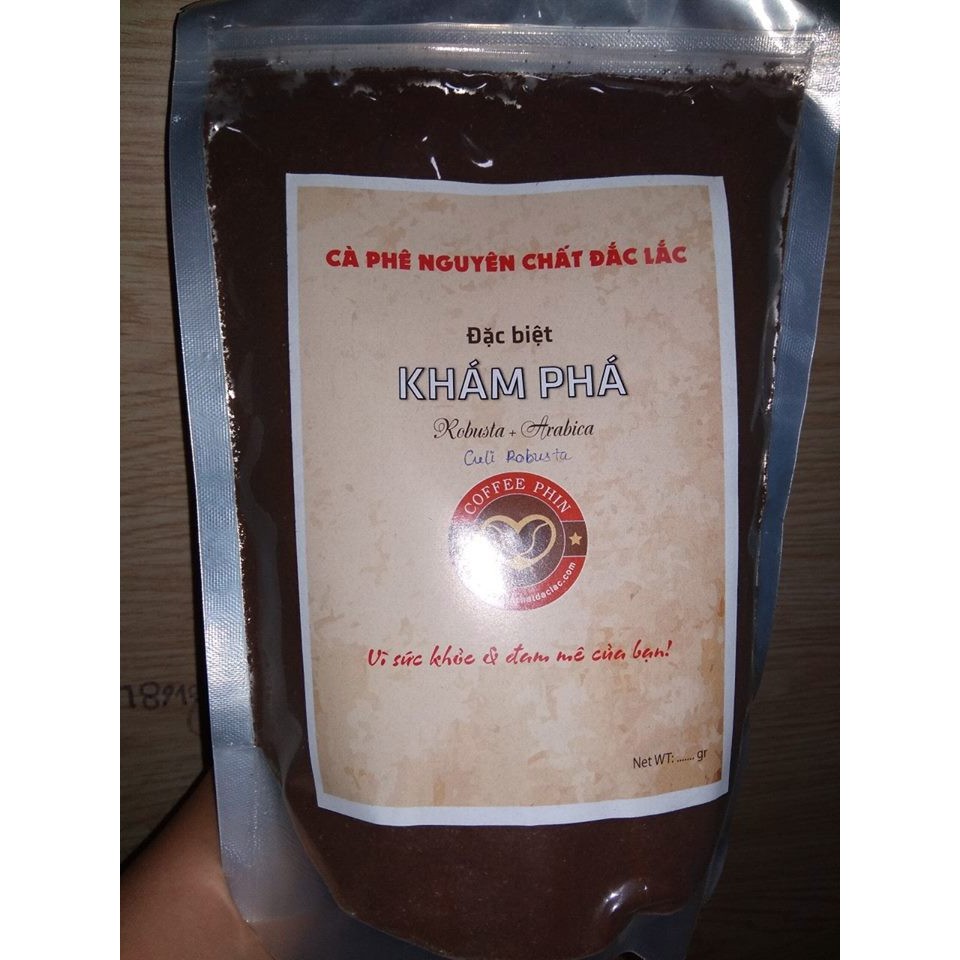 CÀ PHÊ NGUYÊN CHẤT ĐẮC LẮC
Đặc biệt
KHÁM PHÁ
Robusta + Arabica
Culi Robusta
COFFEE PHIN
Vì sức khỏe & đam mê của bạn!
Net WT: ....... gr